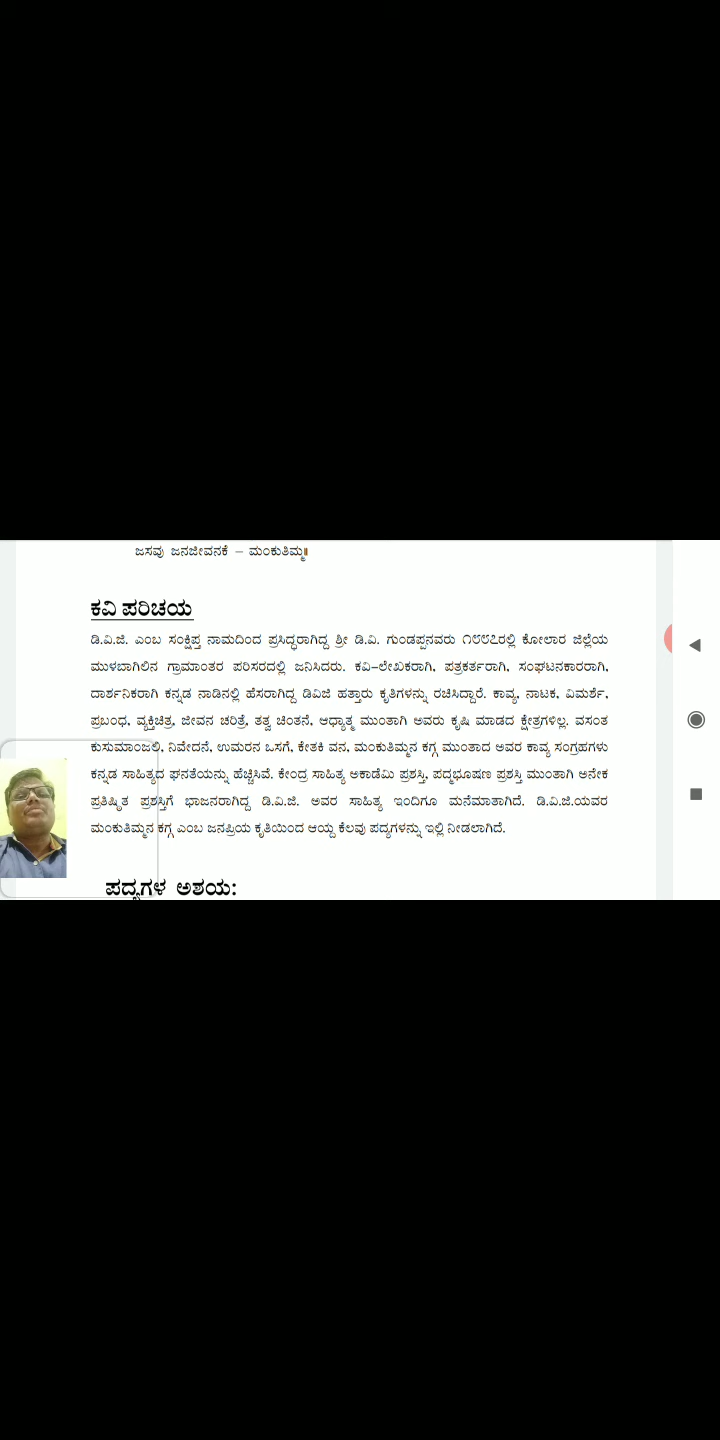 ಜಸವು ಜನಜೀವನಕೆ – ಮಂಕುತಿಮ್ಮ॥
ಕವಿ ಪರಿಚಯ
ಡಿ.ವಿ.ಜಿ. ಎಂಬ ಸಂಕ್ಷಿಪ್ತ ನಾಮದಿಂದ ಪ್ರಸಿದ್ಧರಾಗಿದ್ದ ಶ್ರೀ ಡಿ.ವಿ. ಗುಂಡಪ್ಪನವರು ೧೮೮೭ರಲ್ಲಿ ಕೋಲಾರ ಜಿಲ್ಲೆಯ
ಮುಳಬಾಗಿಲಿನ ಗ್ರಾಮಾಂತರ ಪರಿಸರದಲ್ಲಿ ಜನಿಸಿದರು. ಕವಿ–ಲೇಖಕರಾಗಿ, ಪತ್ರಕರ್ತರಾಗಿ, ಸಂಘಟನಕಾರರಾಗಿ,
ದಾರ್ಶನಿಕರಾಗಿ ಕನ್ನಡ ನಾಡಿನಲ್ಲಿ ಹೆಸರಾಗಿದ್ದ ಡಿವಿಜಿ ಹತ್ತಾರು ಕೃತಿಗಳನ್ನು ರಚಿಸಿದ್ದಾರೆ. ಕಾವ್ಯ, ನಾಟಕ, ವಿಮರ್ಶೆ,
ಪ್ರಬಂಧ, ವ್ಯಕ್ತಿಚಿತ್ರ, ಜೀವನ ಚರಿತ್ರೆ, ತತ್ವ ಚಿಂತನೆ, ಆಧ್ಯಾತ್ಮ ಮುಂತಾಗಿ ಅವರು ಕೃಷಿ ಮಾಡದ ಕ್ಷೇತ್ರಗಳಿಲ್ಲ. ವಸಂತ
ಕುಸುಮಾಂಜಲಿ, ನಿವೇದನೆ, ಉಮರನ ಒಸಗೆ, ಕೇತಕಿ ವನ, ಮಂಕುತಿಮ್ಮನ ಕಗ್ಗ ಮುಂತಾದ ಅವರ ಕಾವ್ಯ ಸಂಗ್ರಹಗಳು
ಕನ್ನಡ ಸಾಹಿತ್ಯದ ಘನತೆಯನ್ನು ಹೆಚ್ಚಿಸಿವೆ. ಕೇಂದ್ರ ಸಾಹಿತ್ಯ ಅಕಾಡೆಮಿ ಪ್ರಶಸ್ತಿ, ಪದ್ಮಭೂಷಣ ಪ್ರಶಸ್ತಿ ಮುಂತಾಗಿ ಅನೇಕ
ಪ್ರತಿಷ್ಠಿತ ಪ್ರಶಸ್ತಿಗೆ ಭಾಜನರಾಗಿದ್ದ ಡಿ.ವಿ.ಜಿ. ಅವರ ಸಾಹಿತ್ಯ ಇಂದಿಗೂ ಮನೆಮಾತಾಗಿದೆ. ಡಿ.ವಿ.ಜಿ.ಯವರ
ಮಂಕುತಿಮ್ಮನ ಕಗ್ಗ ಎಂಬ ಜನಪ್ರಿಯ ಕೃತಿಯಿಂದ ಆಯ್ದ ಕೆಲವು ಪದ್ಯಗಳನ್ನು ಇಲ್ಲಿ ನೀಡಲಾಗಿದೆ.
ಪದ್ಯಗಳ ಅಶಯ: